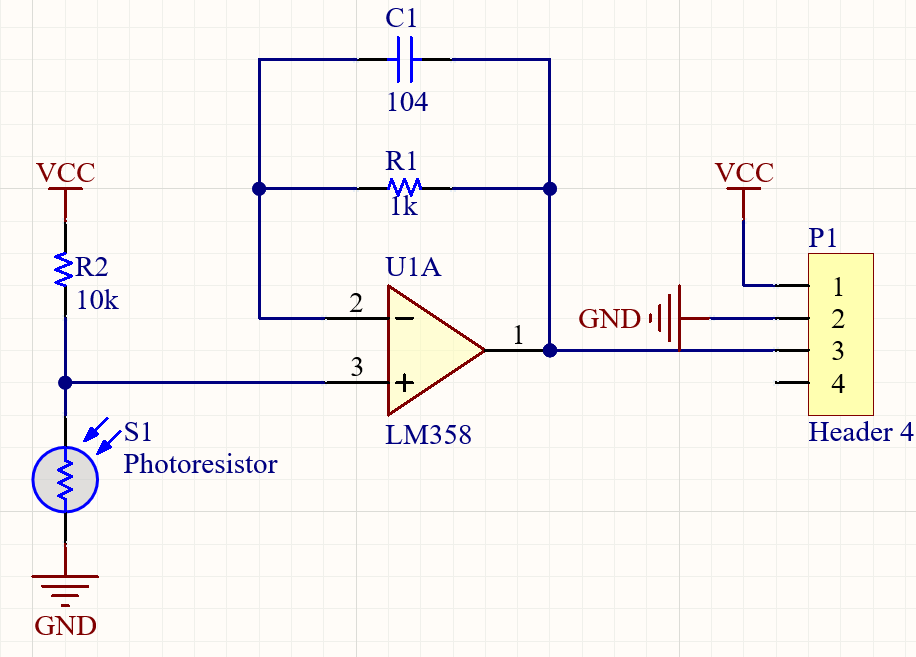 C1
104
R1
1k
VCC
VCC
R2
10k
U1A
P1
2
3
1
GND
1
2
3
4
LM358
Header 4
S1
Photoresistor
GND